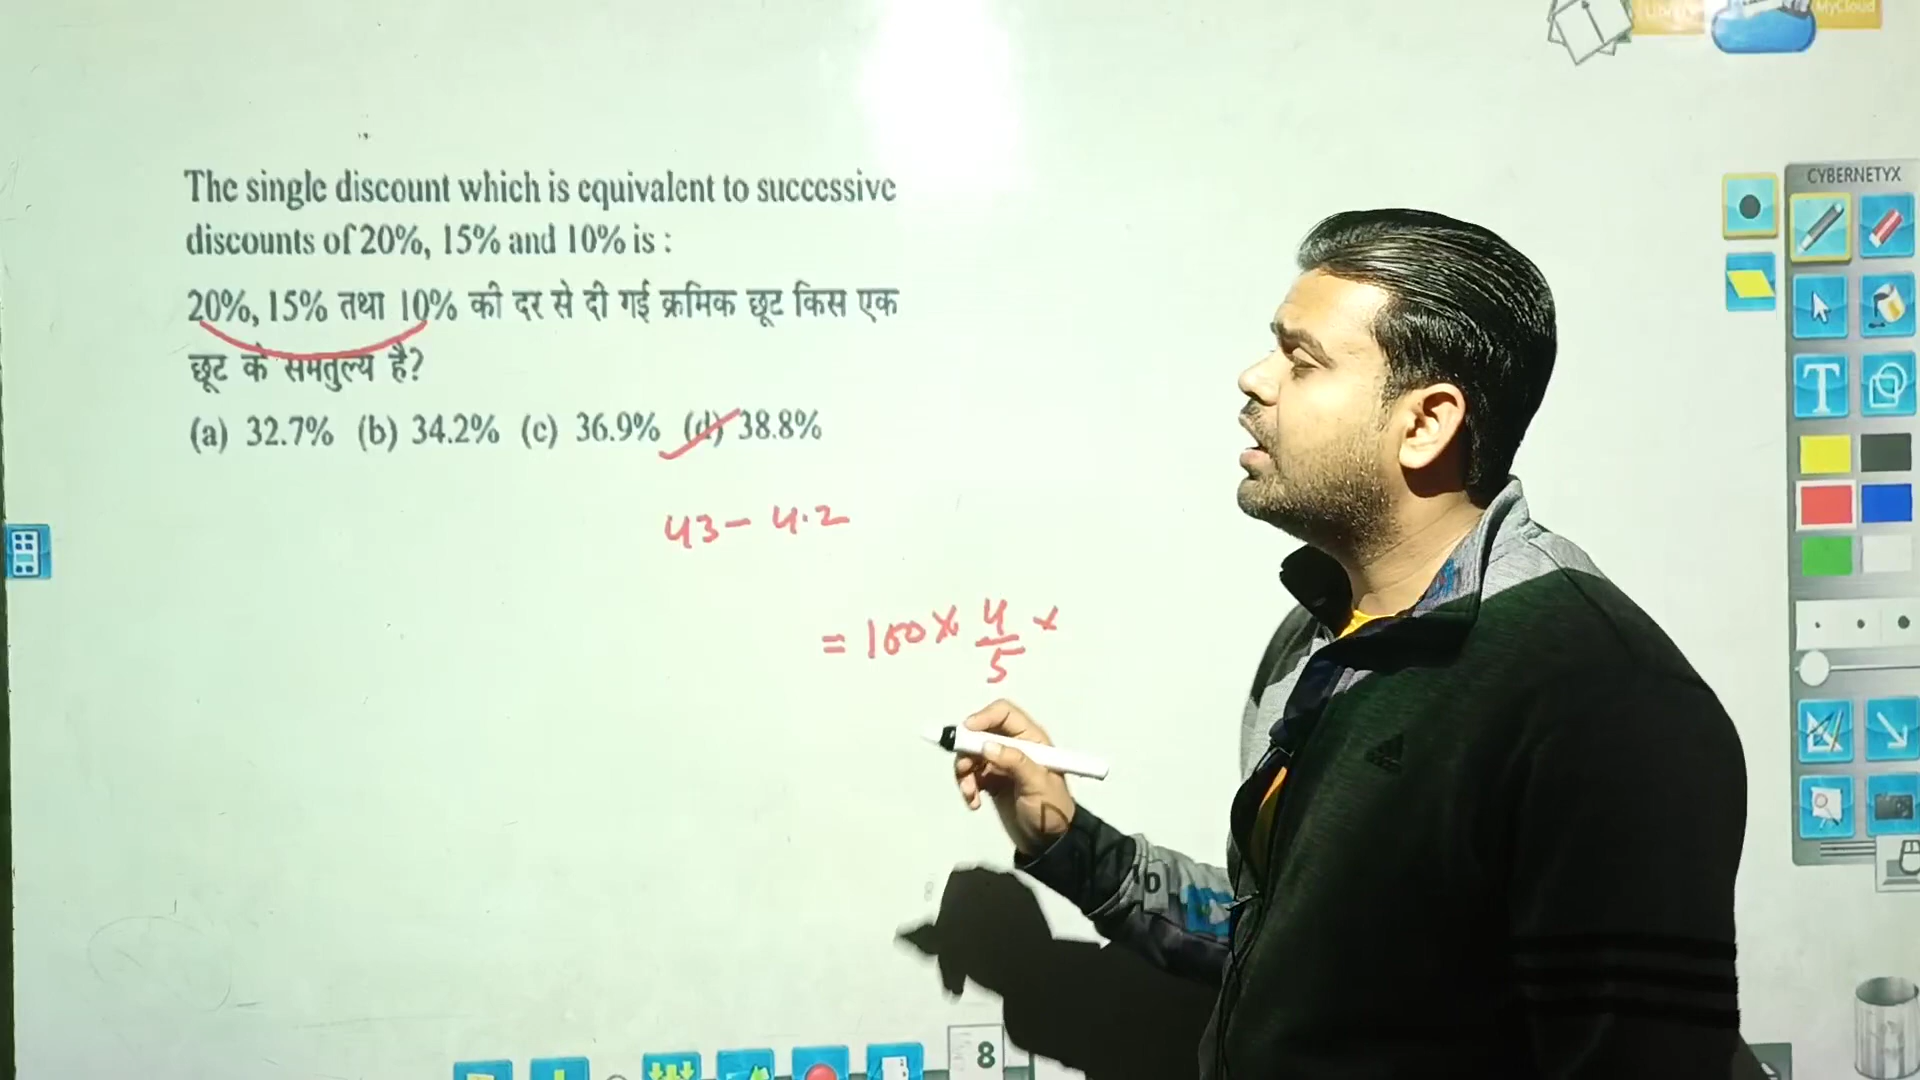 The single discount which is equivalent to successive
discounts of 20%, 15% and 10% is :
20%, 15% तथा 10% की दर से दी गई क्रमिक छूट किस एक
छूट के समतुल्य है?
(a) 32.7% (b) 34.2% (c) 36.9% (d) 38.8%
43 - 4.2
= 100 × 4/5 ×
MyCloud
CYBERNETYX
T
8